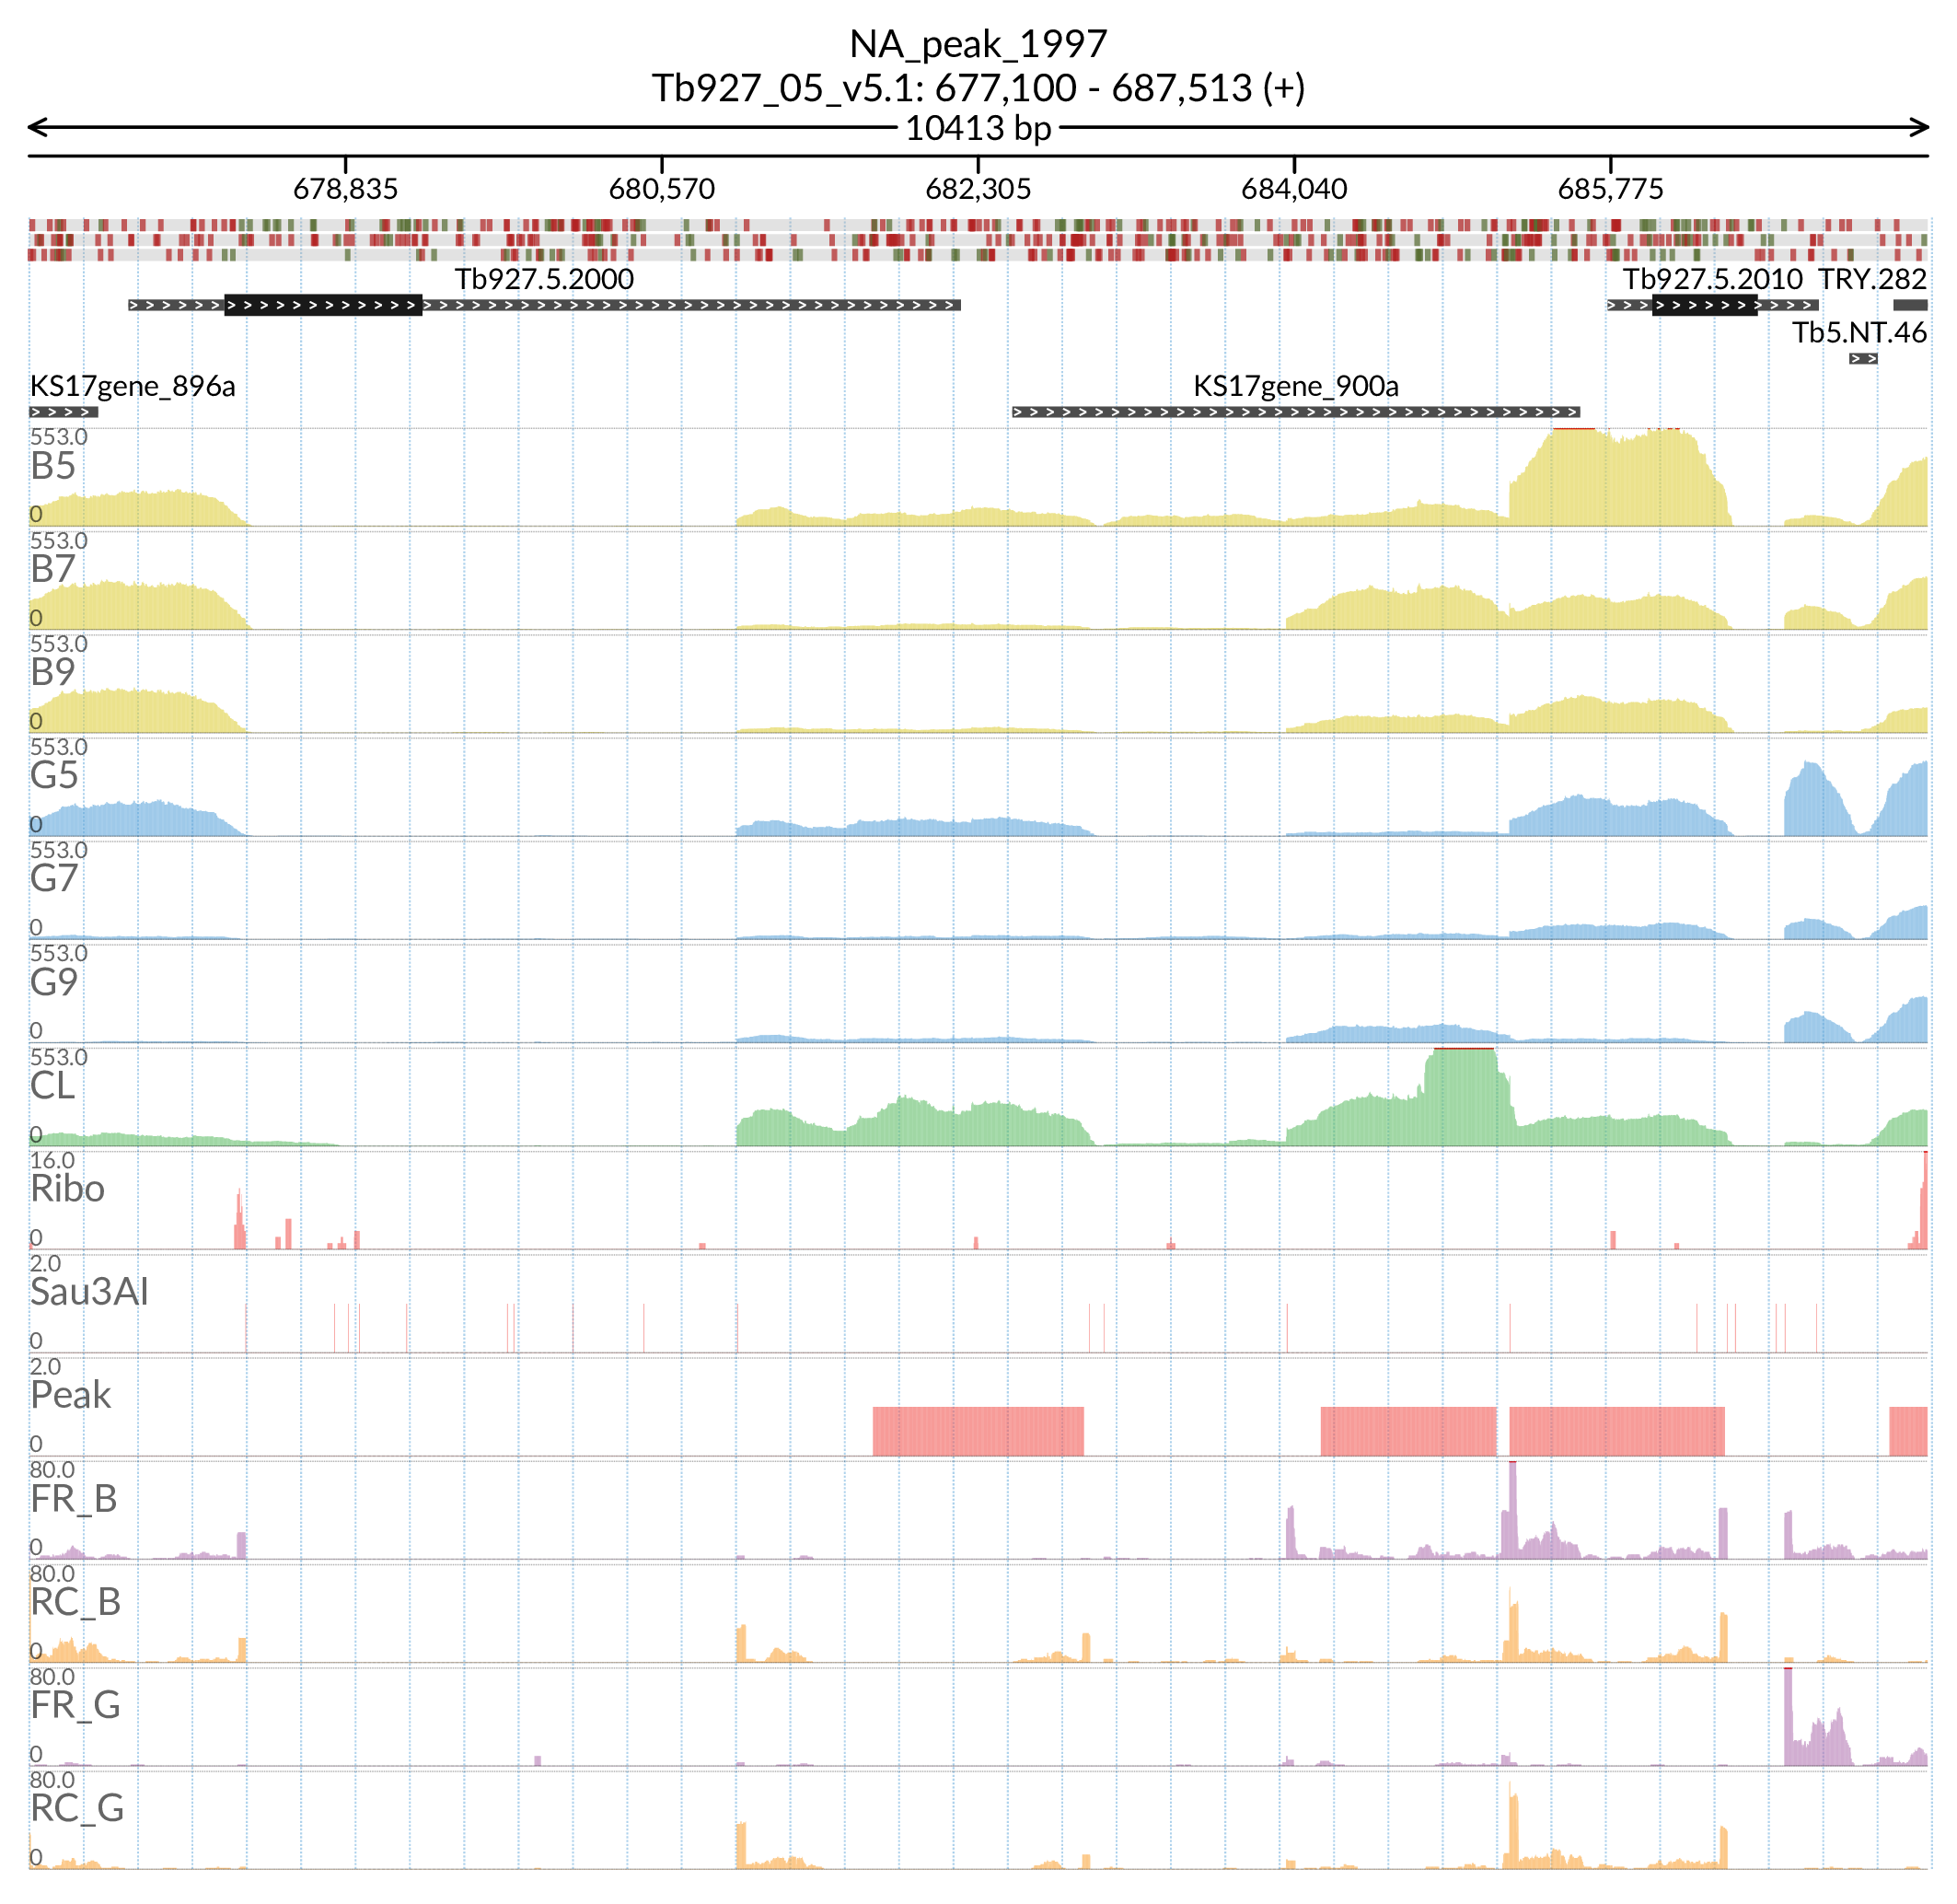 NA_peak_1997
Tb927_05_v5.1: 677,100 - 687,513 (+)
10413 bp
678,835 680,570 682,305 684,040 685,775
Tb927.5.2000 Tb927.5.2010 TRY.282
Tb5.NT.46
KS17gene_896a KS17gene_900a
553.0
B5
0
553.0
B7
0
553.0
B9
0
553.0
G5
0
553.0
G7
0
553.0
G9
0
553.0
CL
0
16.0
Ribo
0
2.0
Sau3AI
0
2.0
Peak
0
80.0
FR_B
0
80.0
RC_B
0
80.0
FR_G
0
80.0
RC_G
0